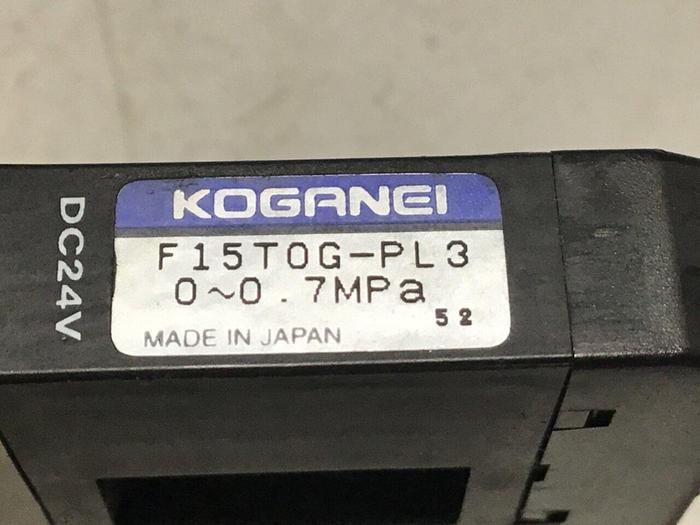 DC24V
KOGANEI
F15T0G-PL3
0~0.7MPa
52
MADE IN JAPAN